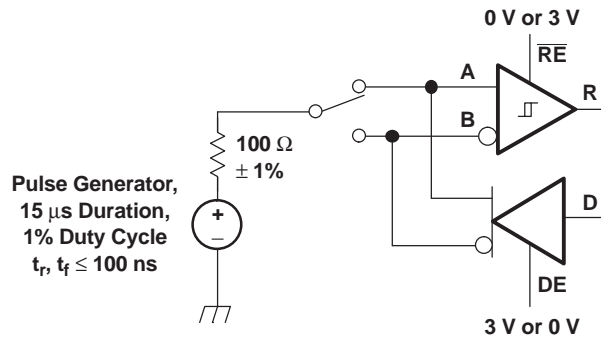 0 V or 3 V
RE
A
R
B
100 Ω
± 1%
Pulse Generator,
15 μs Duration,
1% Duty Cycle
tr, tf ≤ 100 ns
+
–
D
DE
3 V or 0 V